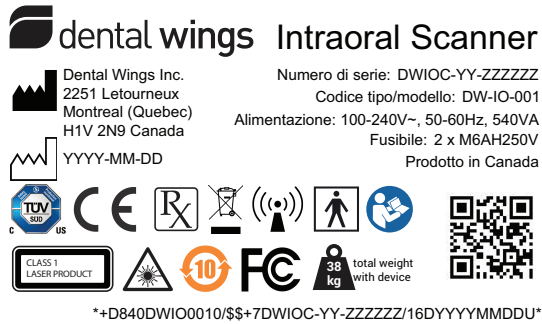 dental wings Intraoral Scanner
Dental Wings Inc.
2251 Letourneux
Montreal (Quebec)
H1V 2N9 Canada
YYYY-MM-DD
Numero di serie: DWIOC-YY-ZZZZZZ
Codice tipo/modello: DW-IO-001
Alimentazione: 100-240V~, 50-60Hz, 540VA
Fusibile: 2 x M6AH250V
Prodotto in Canada
TÜV
SÜD
C US
CE
Rx
CLASS 1
LASER PRODUCT
10
FC
38
kg
total weight
with device
*+D840DWIO0010/$$+7DWIOC-YY-ZZZZZZ/16DYYYYMMDDU*